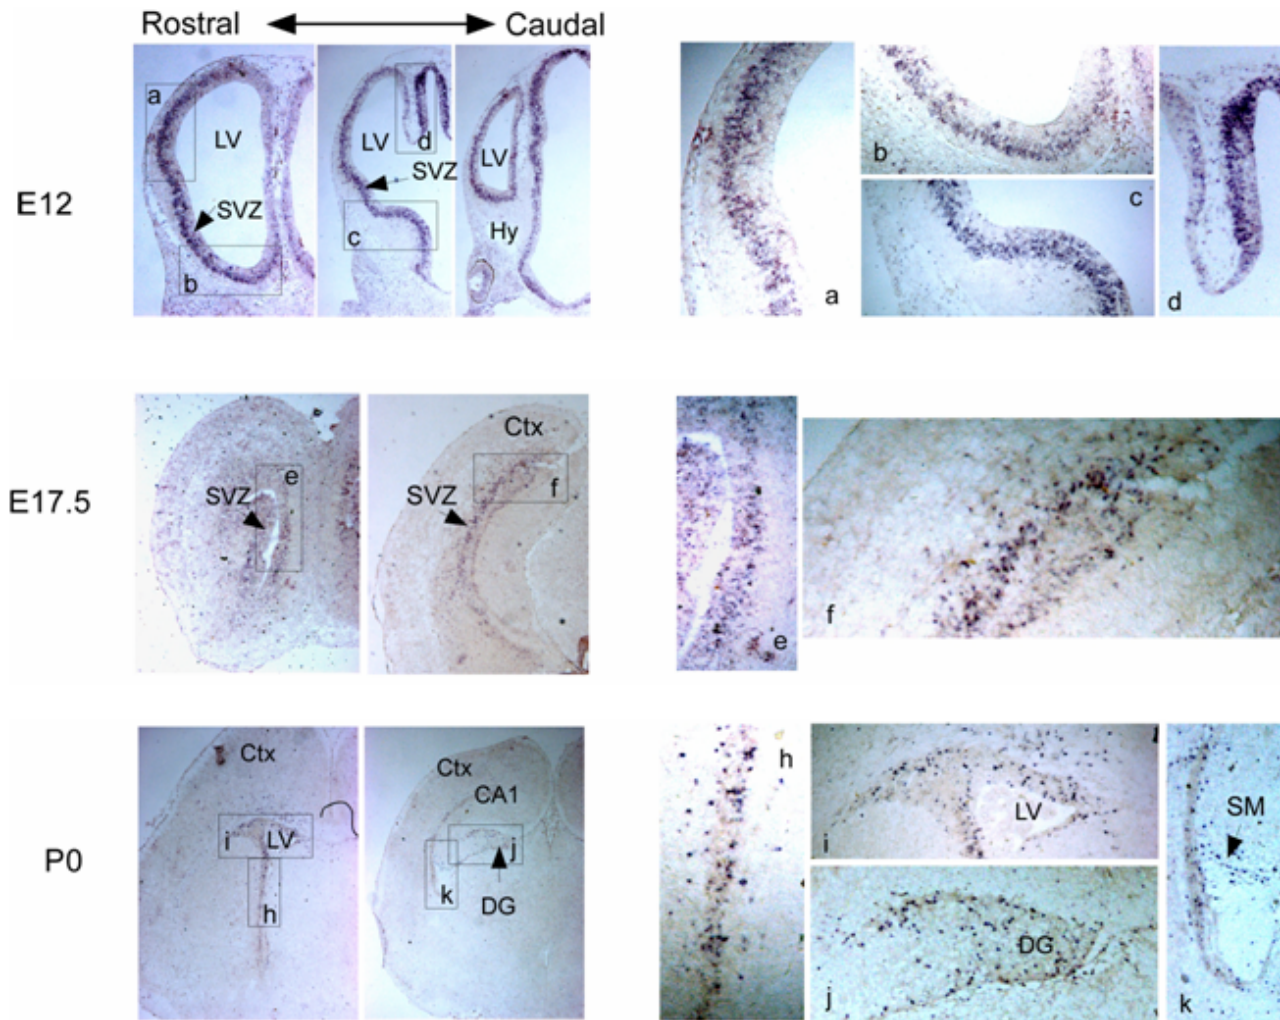 Rostral Caudal
E12
a
LV
SVZ
b
LV
d
SVZ
c
LV
Hy
a
b
c
d
E17.5
SVZ
e
Ctx
SVZ
f
e
f
P0
Ctx
i
LV
h
Ctx
CA1
j
k
DG
h
LV
i
DG
j
SM
k